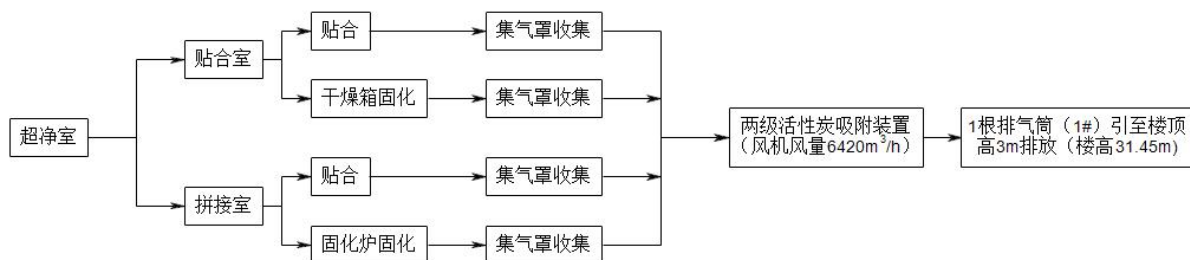 超净室
贴合室
贴合
集气罩收集
干燥箱固化
集气罩收集
拼接室
贴合
集气罩收集
固化炉固化
集气罩收集
两级活性炭吸附装置
（风机风量6420m³/h）
1根排气筒（1#）引至楼顶
高3m排放（楼高31.45m)